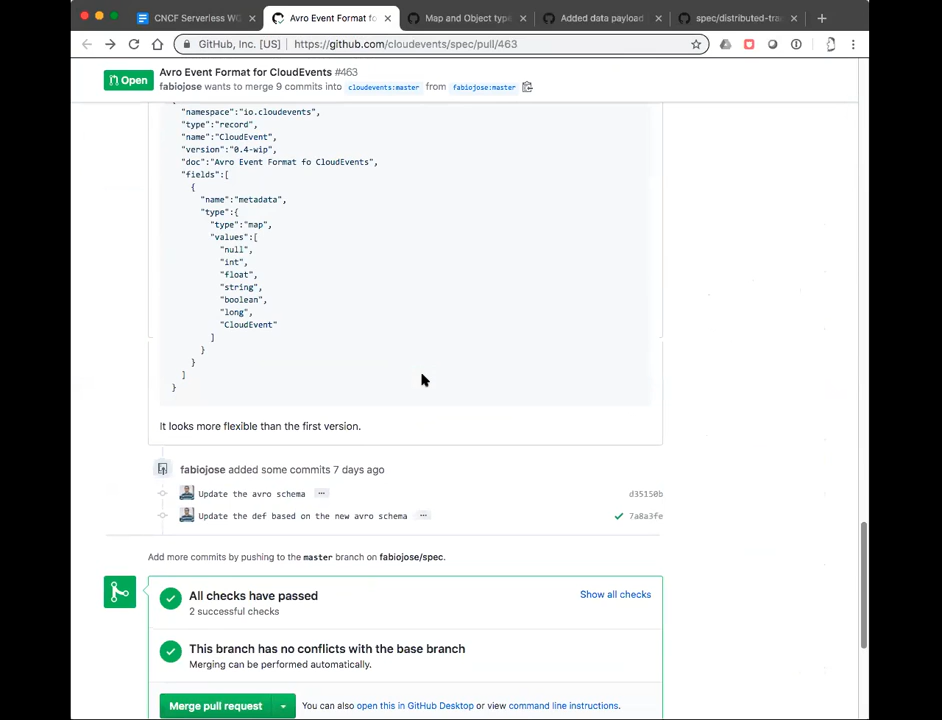 CNCF Serverless WG
Avro Event Format fo
Map and Object type
Added data payload
spec/distributed-tra
GitHub, Inc. [US] | https://github.com/cloudevents/spec/pull/463
Open
Avro Event Format for CloudEvents #463
fabiojose wants to merge 9 commits into cloudevents:master from fabiojose:master
"namespace":"io.cloudevents",
"type":"record",
"name":"CloudEvent",
"version":"0.4-wip",
"doc":"Avro Event Format fo CloudEvents",
"fields":[
{
"name":"metadata",
"type":{
"type":"map",
"values":[
"null",
"int",
"float",
"string",
"boolean",
"long",
"CloudEvent"
]
}
}
]
}
It looks more flexible than the first version.
fabiojose added some commits 7 days ago
Update the avro schema ...
d35150b
Update the def based on the new avro schema ...
7a8a3fe
Add more commits by pushing to the master branch on fabiojose/spec.
All checks have passed
Show all checks
2 successful checks
This branch has no conflicts with the base branch
Merging can be performed automatically.
Merge pull request
You can also open this in GitHub Desktop or view command line instructions.